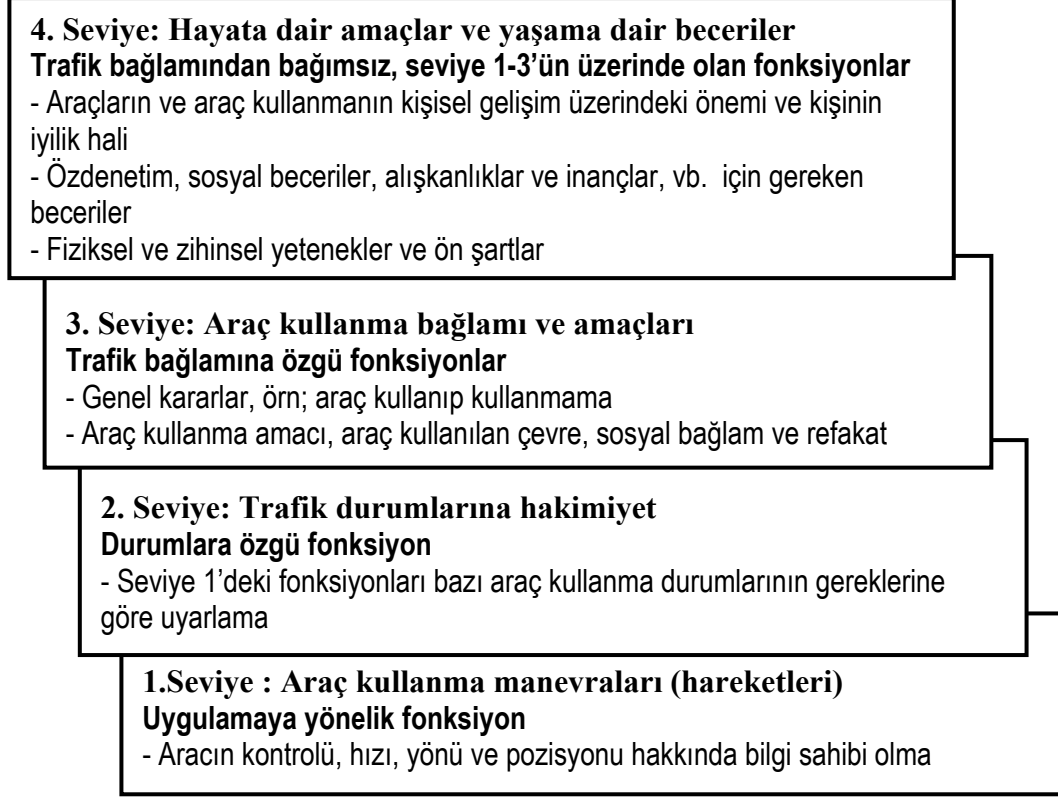 4. Seviye: Hayata dair amaçlar ve yaşama dair beceriler
Trafik bağlamından bağımsız, seviye 1-3’ün üzerinde olan fonksiyonlar
- Araçların ve araç kullanmanın kişisel gelişim üzerindeki önemi ve kişinin
iyilik hali
- Özdenetim, sosyal beceriler, alışkanlıklar ve inançlar, vb. için gereken
beceriler
- Fiziksel ve zihinsel yetenekler ve ön şartlar
3. Seviye: Araç kullanma bağlamı ve amaçları
Trafik bağlamına özgü fonksiyonlar
- Genel kararlar, örn; araç kullanıp kullanmama
- Araç kullanma amacı, araç kullanılan çevre, sosyal bağlam ve refakat
2. Seviye: Trafik durumlarına hakimiyet
Durumlara özgü fonksiyon
- Seviye 1’deki fonksiyonları bazı araç kullanma durumlarının gereklerine
göre uyarlama
1.Seviye : Araç kullanma manevraları (hareketleri)
Uygulamaya yönelik fonksiyon
- Aracın kontrolü, hızı, yönü ve pozisyonu hakkında bilgi sahibi olma